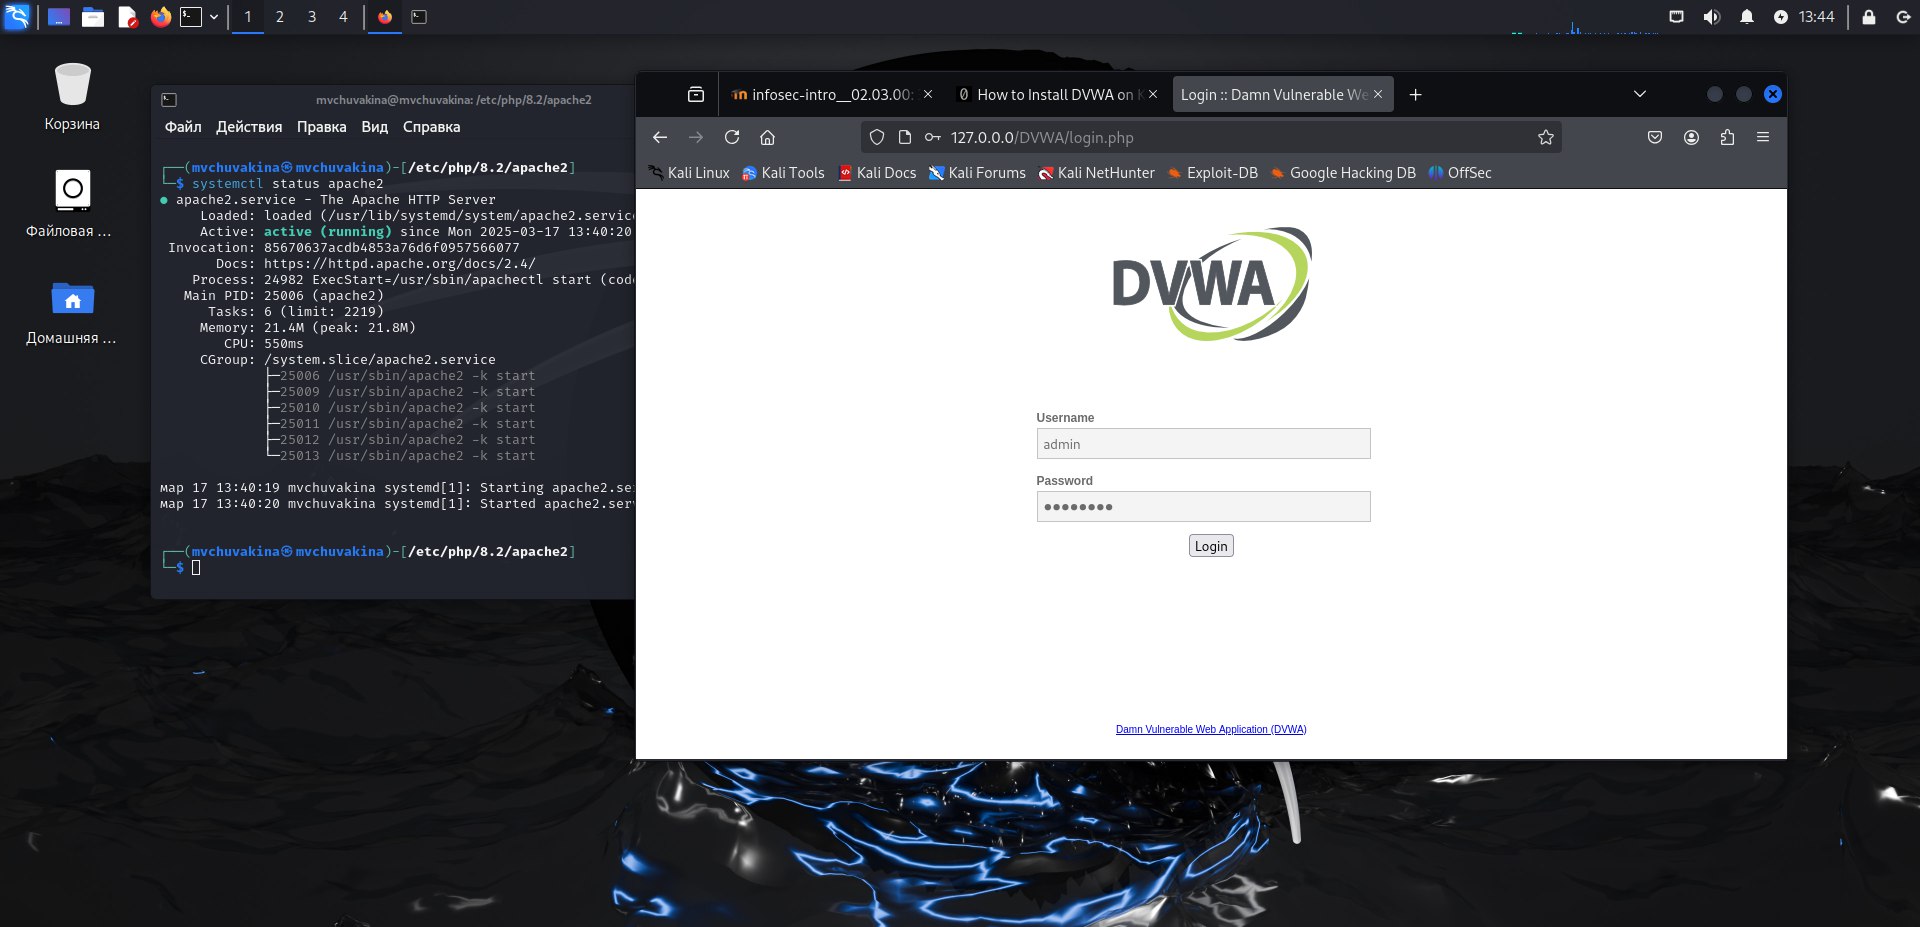 1 2 3 4
13:44
Корзина
Файловая ...
Домашняя ...
mvchuvakina@mvchuvakina: /etc/php/8.2/apache2
Файл Действия Правка Вид Справка
┌──(mvchuvakina㉿mvchuvakina)-[/etc/php/8.2/apache2]
└─$ systemctl status apache2
● apache2.service - The Apache HTTP Server
Loaded: loaded (/usr/lib/systemd/system/apache2.service
Active: active (running) since Mon 2025-03-17 13:40:20
Invocation: 85670637acdb4853a76d6f0957566077
Docs: https://httpd.apache.org/docs/2.4/
Process: 24982 ExecStart=/usr/sbin/apachectl start (code
Main PID: 25006 (apache2)
Tasks: 6 (limit: 2219)
Memory: 21.4M (peak: 21.8M)
CPU: 550ms
CGroup: /system.slice/apache2.service
├─25006 /usr/sbin/apache2 -k start
├─25009 /usr/sbin/apache2 -k start
├─25010 /usr/sbin/apache2 -k start
├─25011 /usr/sbin/apache2 -k start
├─25012 /usr/sbin/apache2 -k start
└─25013 /usr/sbin/apache2 -k start
мар 17 13:40:19 mvchuvakina systemd[1]: Starting apache2.se
мар 17 13:40:20 mvchuvakina systemd[1]: Started apache2.serv
┌──(mvchuvakina㉿mvchuvakina)-[/etc/php/8.2/apache2]
└─$
infosec-intro__02.03.00: How to Install DVWA on K Login :: Damn Vulnerable We
127.0.0.0/DVWA/login.php
Kali Linux Kali Tools Kali Docs Kali Forums Kali NetHunter Exploit-DB Google Hacking DB OffSec
DVWA
Username
admin
Password
●●●●●●●●
Login
Damn Vulnerable Web Application (DVWA)